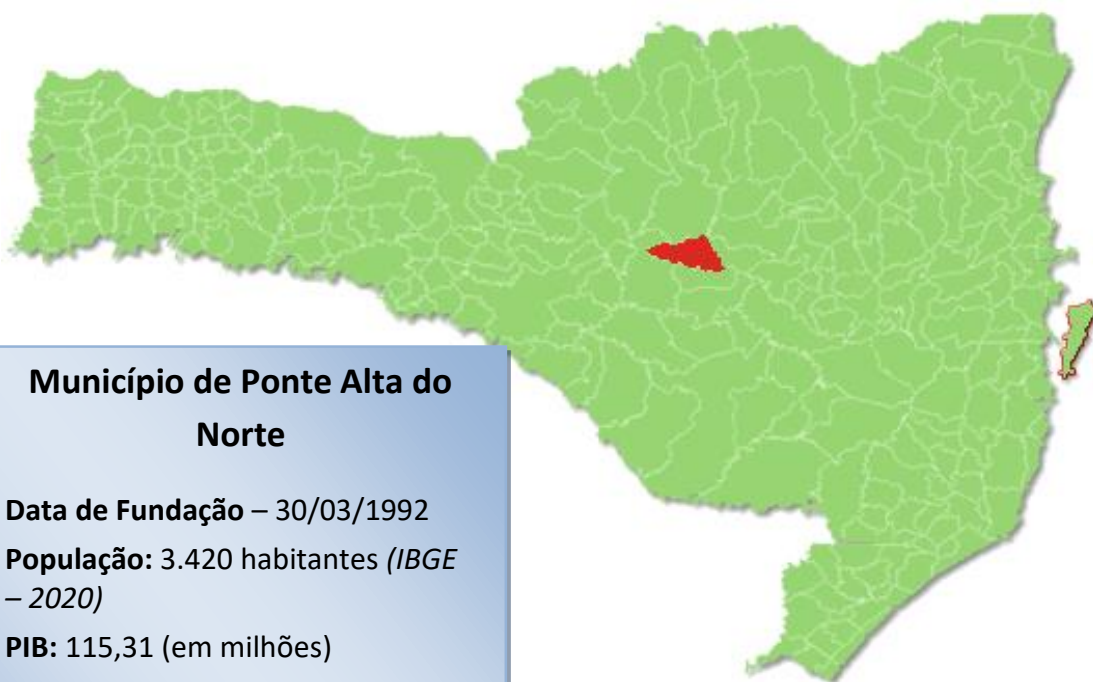 Município de Ponte Alta do
Norte
Data de Fundação – 30/03/1992
População: 3.420 habitantes (IBGE
– 2020)
PIB: 115,31 (em milhões)